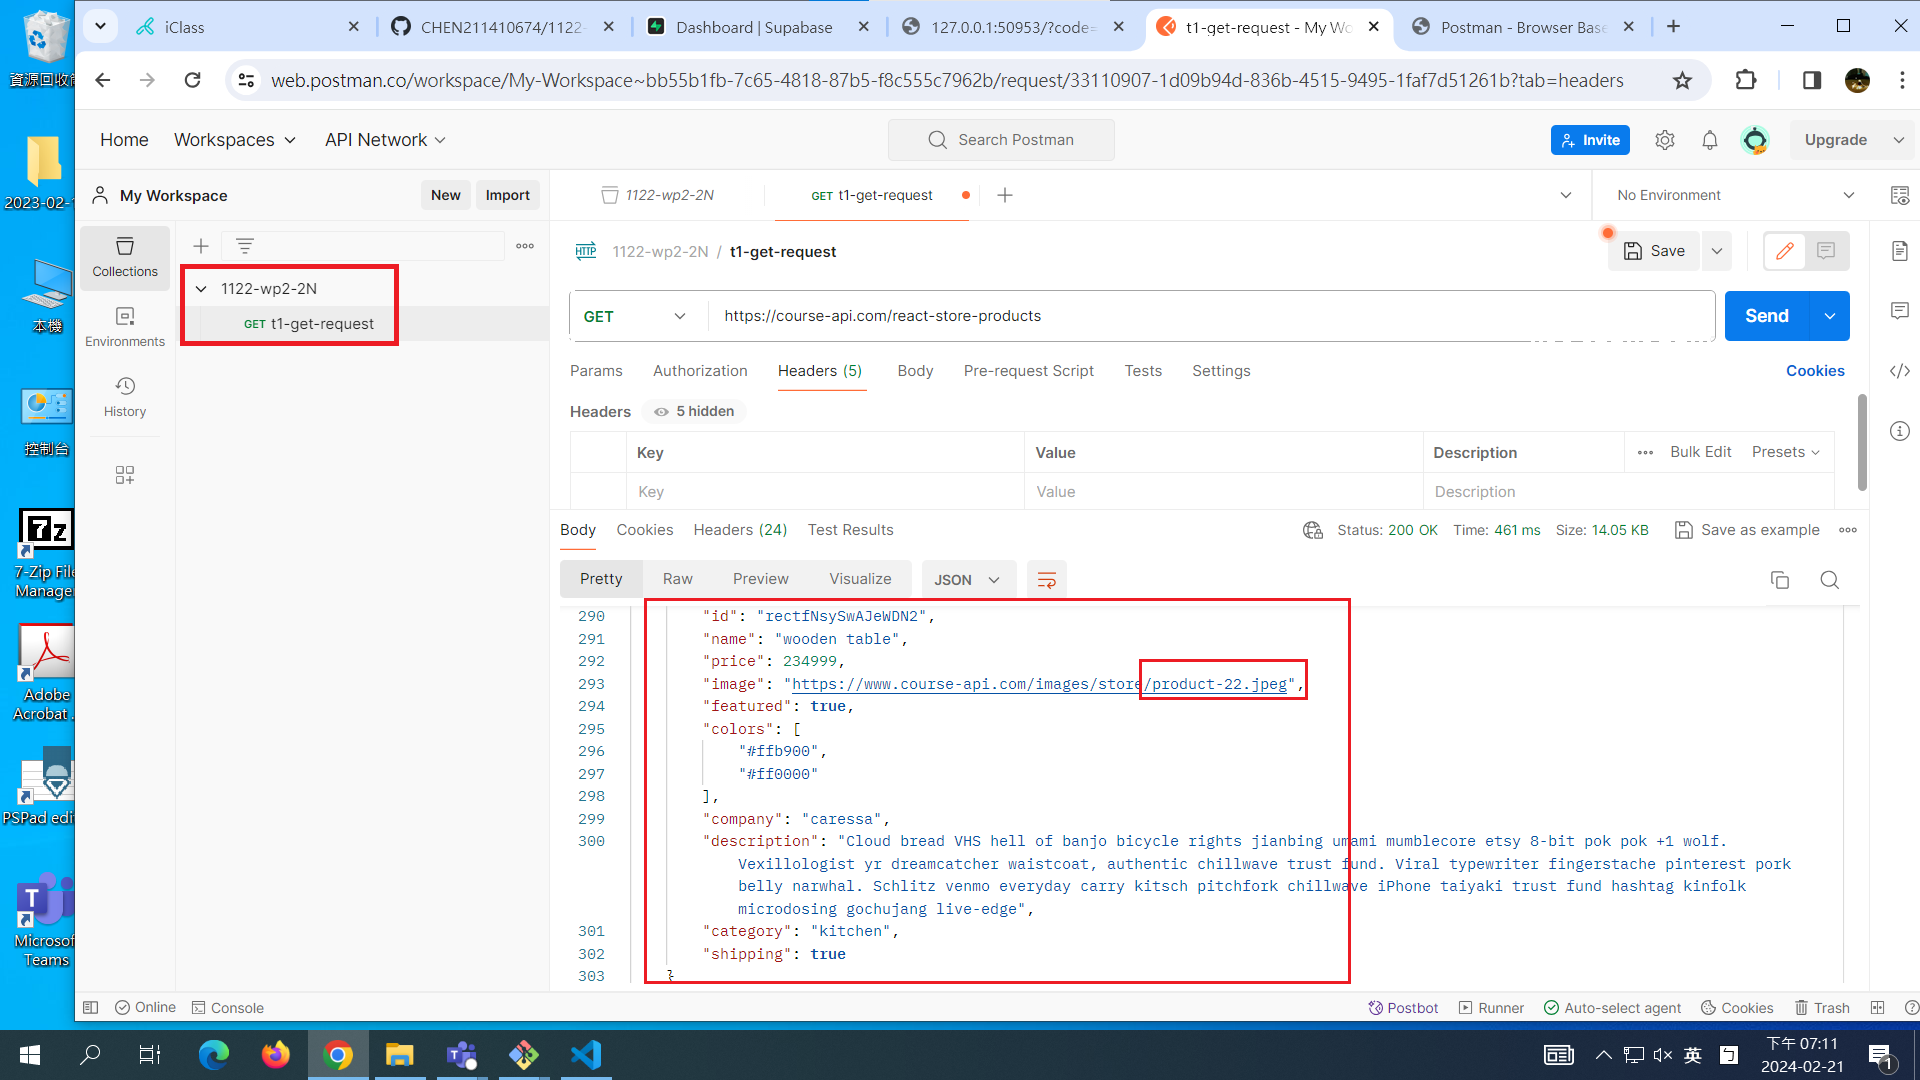 iClass
CHEN211410674/1122-
Dashboard | Supabase
127.0.0.1:50953/?code=
t1-get-request - My Wo
Postman - Browser Base
web.postman.co/workspace/My-Workspace~bb55b1fb-7c65-4818-87b5-f8c555c7962b/request/33110907-1d09b94d-836b-4515-9495-1faf7d51261b?tab=headers
Home
Workspaces
API Network
Search Postman
Invite
Upgrade
My Workspace
New
Import
1122-wp2-2N
GET t1-get-request
No Environment
Collections
Environments
History
1122-wp2-2N
GET t1-get-request
HTTP
1122-wp2-2N / t1-get-request
Save
GET
https://course-api.com/react-store-products
Send
Params
Authorization
Headers (5)
Body
Pre-request Script
Tests
Settings
Cookies
Headers
5 hidden
Key
Value
Description
Bulk Edit
Presets
Key
Value
Description
Body
Cookies
Headers (24)
Test Results
Status: 200 OK
Time: 461 ms
Size: 14.05 KB
Save as example
Pretty
Raw
Preview
Visualize
JSON
290 "id": "rectfNsySwAJeWDN2",
291 "name": "wooden table",
292 "price": 234999,
293 "image": "https://www.course-api.com/images/store/product-22.jpeg",
294 "featured": true,
295 "colors": [
296 "#ffb900",
297 "#ff0000"
298 ],
299 "company": "caressa",
300 "description": "Cloud bread VHS hell of banjo bicycle rights jianbing umami mumblecore etsy 8-bit pok pok +1 wolf.
Vexillologist yr dreamcatcher waistcoat, authentic chillwave trust fund. Viral typewriter fingerstache pinterest pork
belly narwhal. Schlitz venmo everyday carry kitsch pitchfork chillwave iPhone taiyaki trust fund hashtag kinfolk
microdosing gochujang live-edge",
301 "category": "kitchen",
302 "shipping": true
303 }
Online
Console
Postbot
Runner
Auto-select agent
Cookies
Trash
資源回收筒
2023-02-
本機
控制台
7z
7-Zip File
Manager
Adobe
Acrobat ..
PSPad edi
Microsoft
Teams
英
ㄅ
下午 07:11
2024-02-21
1